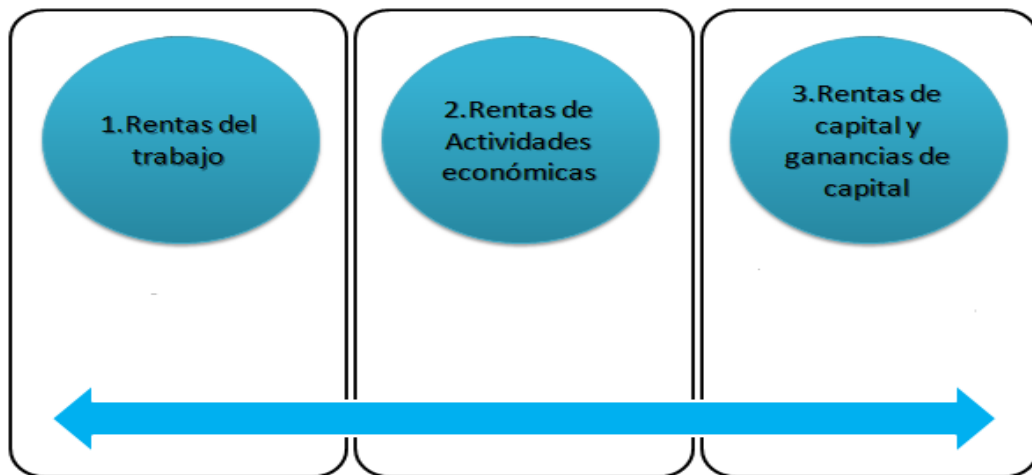 1.Rentas del
trabajo
2.Rentas de
Actividades
económicas
3.Rentas de
capital y
ganancias de
capital